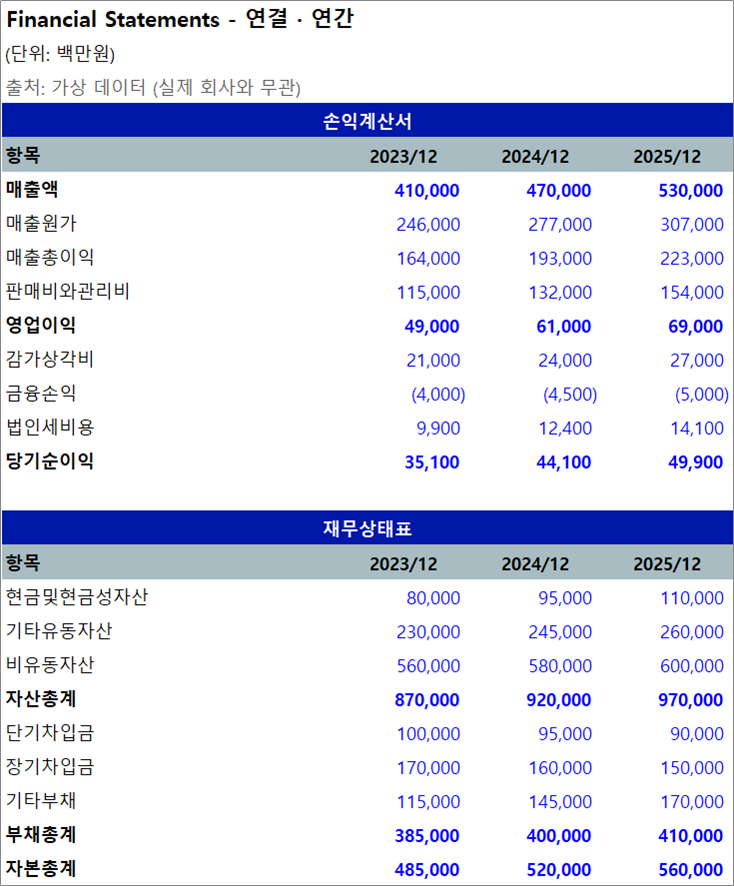 Financial Statements - 연결 · 연간
(단위: 백만원)
출처: 가상 데이터 (실제 회사와 무관)
손익계산서
항목 2023/12 2024/12 2025/12
매출액 410,000 470,000 530,000
매출원가 246,000 277,000 307,000
매출총이익 164,000 193,000 223,000
판매비와관리비 115,000 132,000 154,000
영업이익 49,000 61,000 69,000
감가상각비 21,000 24,000 27,000
금융손익 (4,000) (4,500) (5,000)
법인세비용 9,900 12,400 14,100
당기순이익 35,100 44,100 49,900
재무상태표
항목 2023/12 2024/12 2025/12
현금및현금성자산 80,000 95,000 110,000
기타유동자산 230,000 245,000 260,000
비유동자산 560,000 580,000 600,000
자산총계 870,000 920,000 970,000
단기차입금 100,000 95,000 90,000
장기차입금 170,000 160,000 150,000
기타부채 115,000 145,000 170,000
부채총계 385,000 400,000 410,000
자본총계 485,000 520,000 560,000